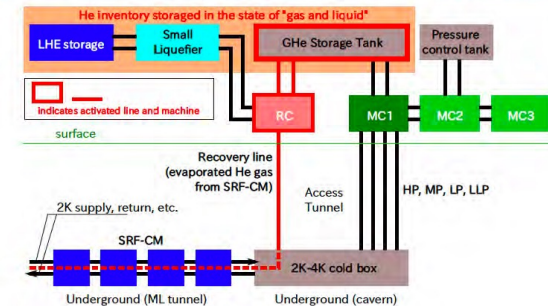 He inventory storaged in the state of "gas and liquid"
LHE storage
Small
Liquefier
GHe Storage Tank
Pressure
control tank
indicates activated line and machine
RC
MC1
MC2
MC3
surface
Recovery line
(evaporated He gas
from SRF-CM)
Access
Tunnel
HP, MP, LP, LLP
2K supply, return, etc.
SRF-CM
2K-4K cold box
Underground (ML tunnel)
Underground (cavern)